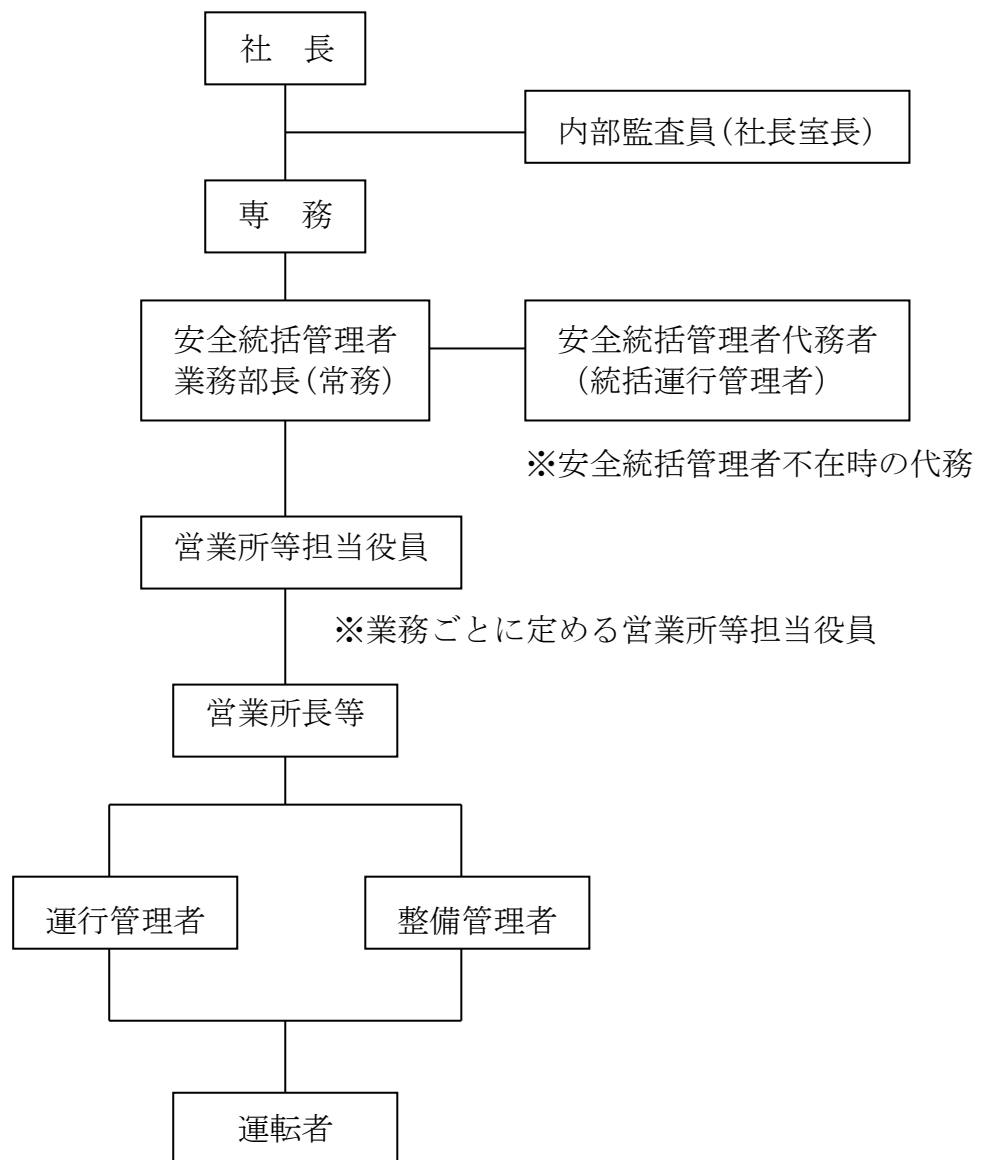 社　長
内部監査員(社長室長)
専　務
安全統括管理者
業務部長(常務)
安全統括管理者代務者
(統括運行管理者)
※安全統括管理者不在時の代務
営業所等担当役員
※業務ごとに定める営業所等担当役員
営業所長等
運行管理者
整備管理者
運転者